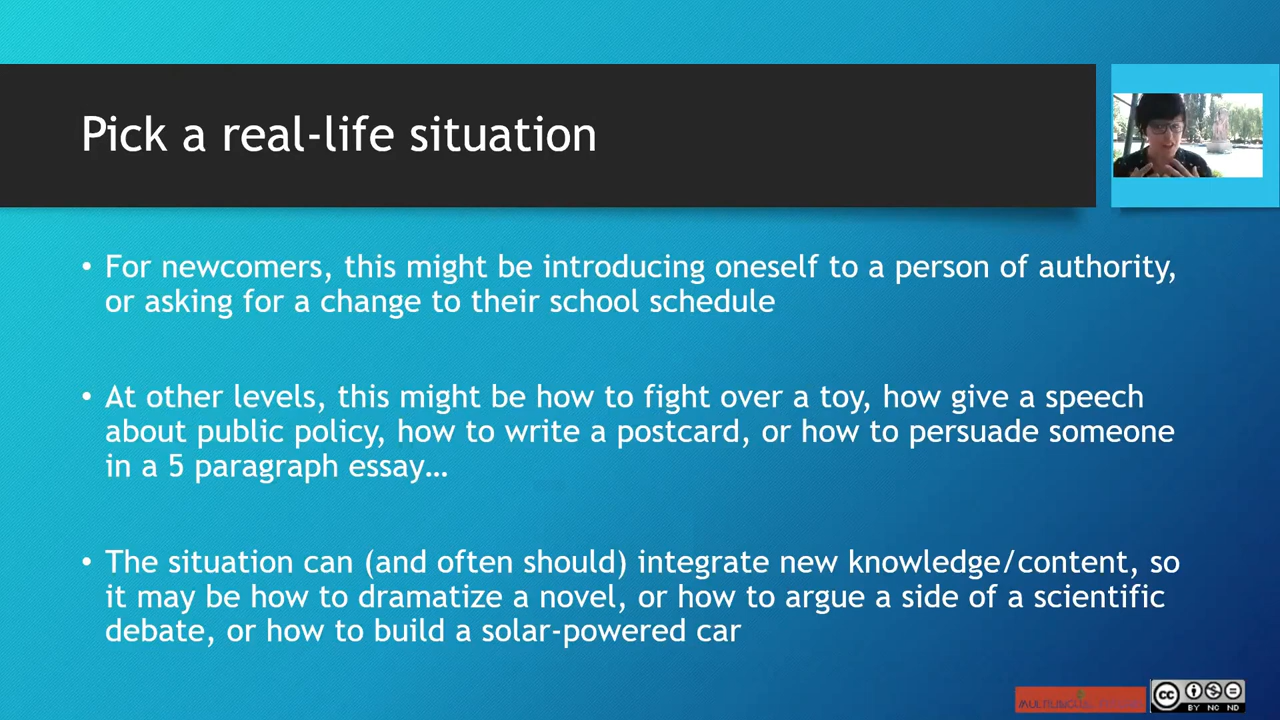 Pick a real-life situation
• For newcomers, this might be introducing oneself to a person of authority,
or asking for a change to their school schedule
• At other levels, this might be how to fight over a toy, how give a speech
about public policy, how to write a postcard, or how to persuade someone
in a 5 paragraph essay…
• The situation can (and often should) integrate new knowledge/content, so
it may be how to dramatize a novel, or how to argue a side of a scientific
debate, or how to build a solar-powered car
cc
BY NC ND